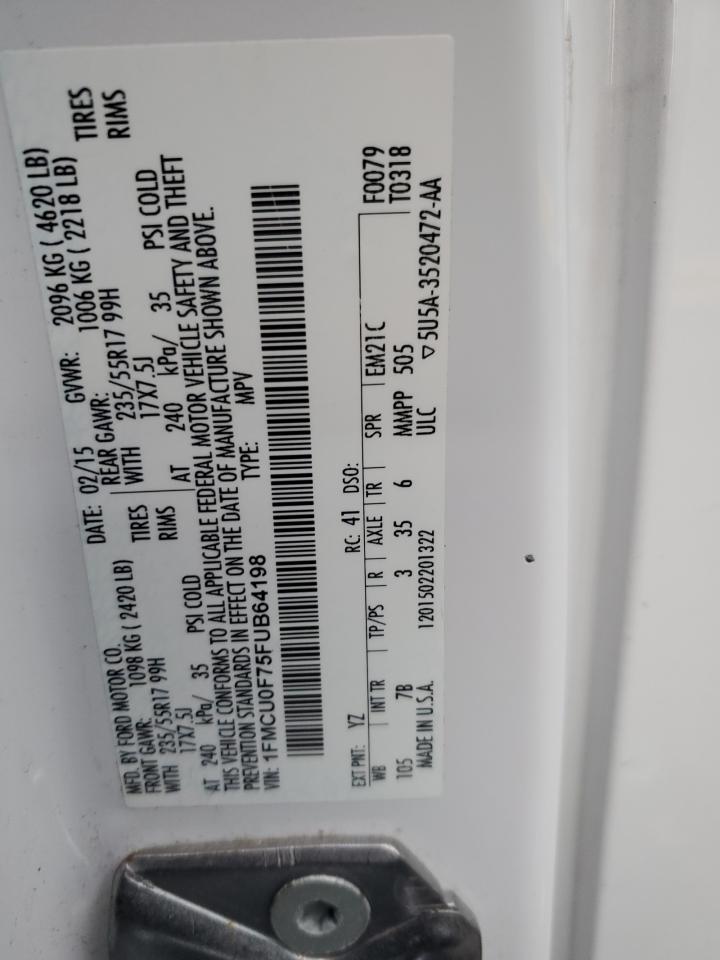 MFD. BY FORD MOTOR CO. DATE: 02/15 GVWR: 2096 KG ( 4620 LB)
FRONT GAWR: 1098 KG ( 2420 LB) REAR GAWR: 1006 KG ( 2218 LB)
WITH 235/55R17 99H TIRES WITH 235/55R17 99H TIRES
17X7.5J RIMS 17X7.5J RIMS
AT 240 kPa/ 35 PSI COLD AT 240 kPa/ 35 PSI COLD
THIS VEHICLE CONFORMS TO ALL APPLICABLE FEDERAL MOTOR VEHICLE SAFETY AND THEFT
PREVENTION STANDARDS IN EFFECT ON THE DATE OF MANUFACTURE SHOWN ABOVE.
VIN: 1FMCU0F75FUB64198 TYPE: MPV
F0079
EXT PNT: YZ RC: 41 DSO: T0318
WB INT TR TP/PS R AXLE TR SPR EM21C
105 7B 3 35 6 MMPP 505
MADE IN U.S.A. 1201502201322 ULC ▽ 5U5A-3520472-AA